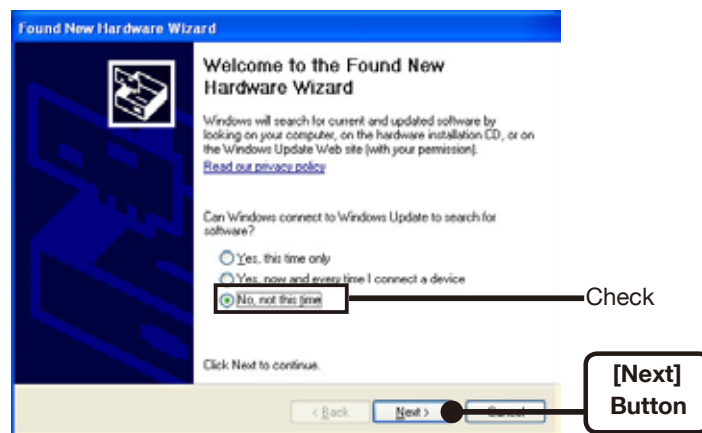 Found New Hardware Wizard
Welcome to the Found New
Hardware Wizard
Windows will search for current and updated software by
looking on your computer, on the hardware installation CD, or on
the Windows Update Web site (with your permission).
Read our privacy policy
Can Windows connect to Windows Update to search for
software?
Yes, this time only
Yes, now and every time I connect a device
No, not this time
Check
Click Next to continue.
[Next]
Button
< Back
Next >
Cancel